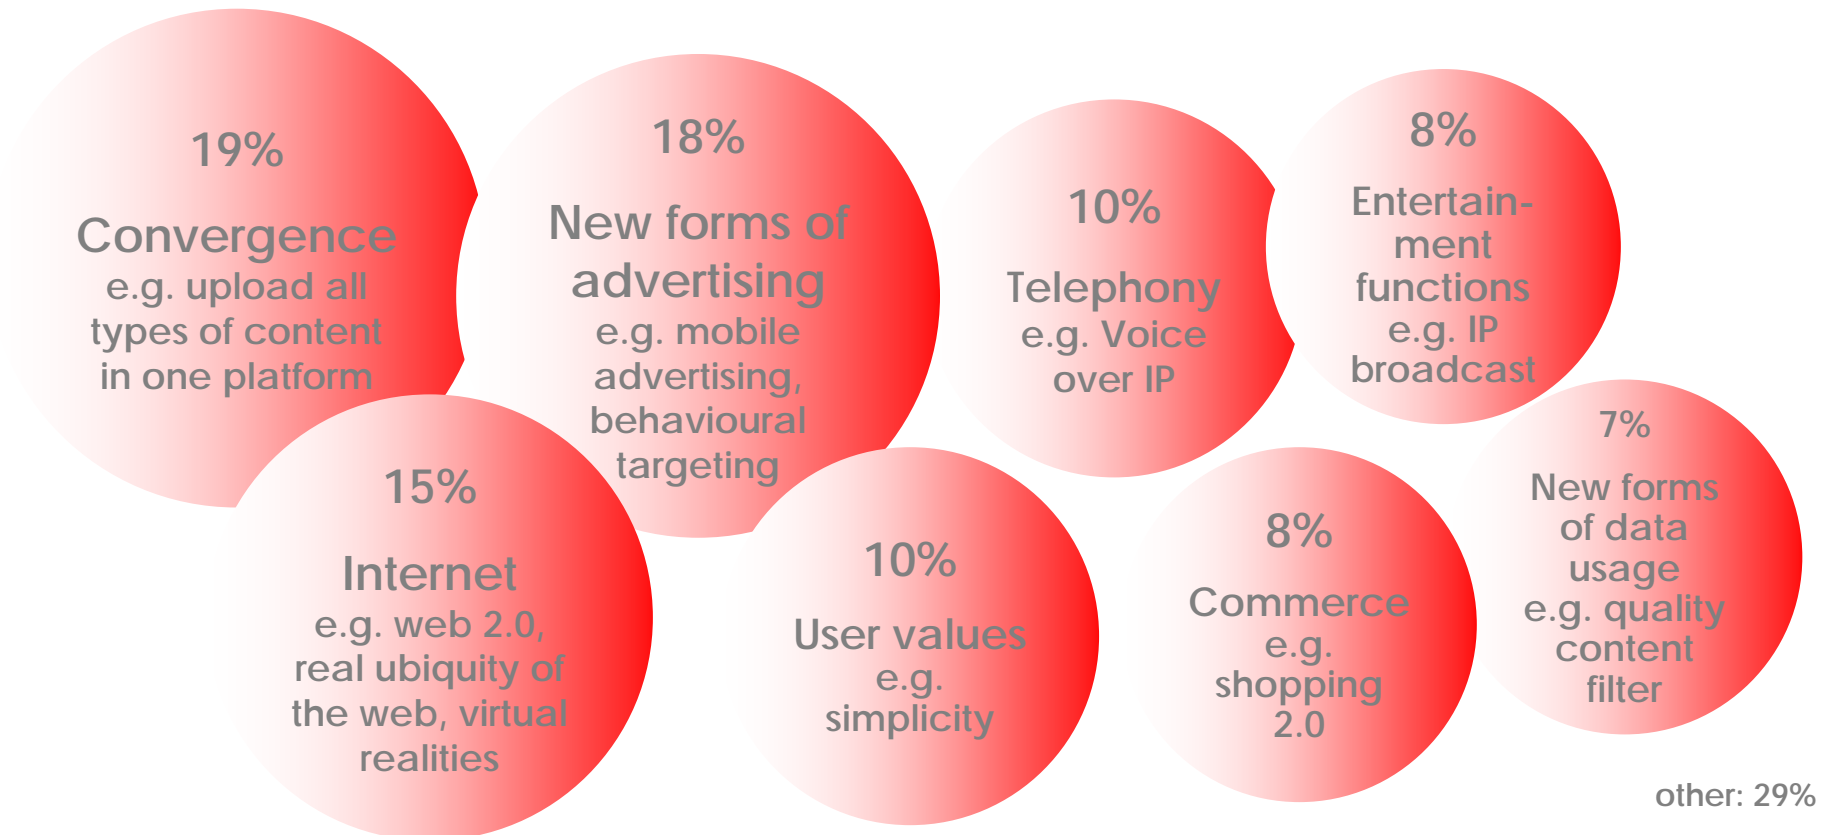 19%
Convergence
e.g. upload all
types of content
in one platform
18%
New forms of
advertising
e.g. mobile
advertising,
behavioural
targeting
10%
Telephony
e.g. Voice
over IP
8%
Entertain-
ment
functions
e.g. IP
broadcast
15%
Internet
e.g. web 2.0,
real ubiquity of
the web, virtual
realities
10%
User values
e.g.
simplicity
8%
Commerce
e.g.
shopping
2.0
7%
New forms
of data
usage
e.g. quality
content
filter
other: 29%